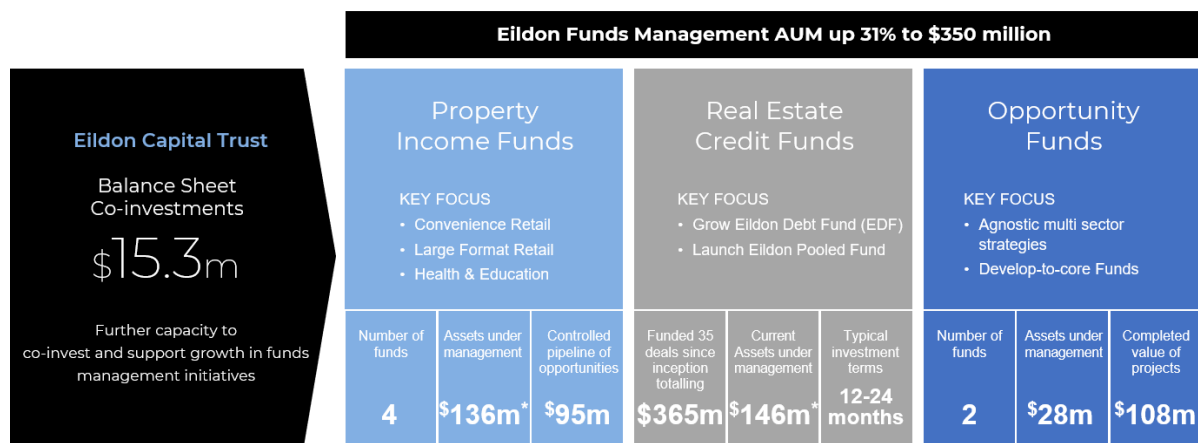 Eildon Funds Management AUM up 31% to $350 million
Eildon Capital Trust
Balance Sheet
Co-investments
$15.3m
Further capacity to
co-invest and support growth in funds
management initiatives
Property
Income Funds
KEY FOCUS
• Convenience Retail
• Large Format Retail
• Health & Education
Number of
funds
4
Assets under
management
$136m*
Controlled
pipeline of
opportunities
$95m
Real Estate
Credit Funds
KEY FOCUS
• Grow Eildon Debt Fund (EDF)
• Launch Eildon Pooled Fund
Funded 35
deals since
inception
totalling
$365m
Current
Assets under
management
$146m*
Typical
investment
terms
12-24
months
Opportunity
Funds
KEY FOCUS
• Agnostic multi sector
strategies
• Develop-to-core Funds
Number of
funds
2
Assets under
management
$28m
Completed
value of
projects
$108m